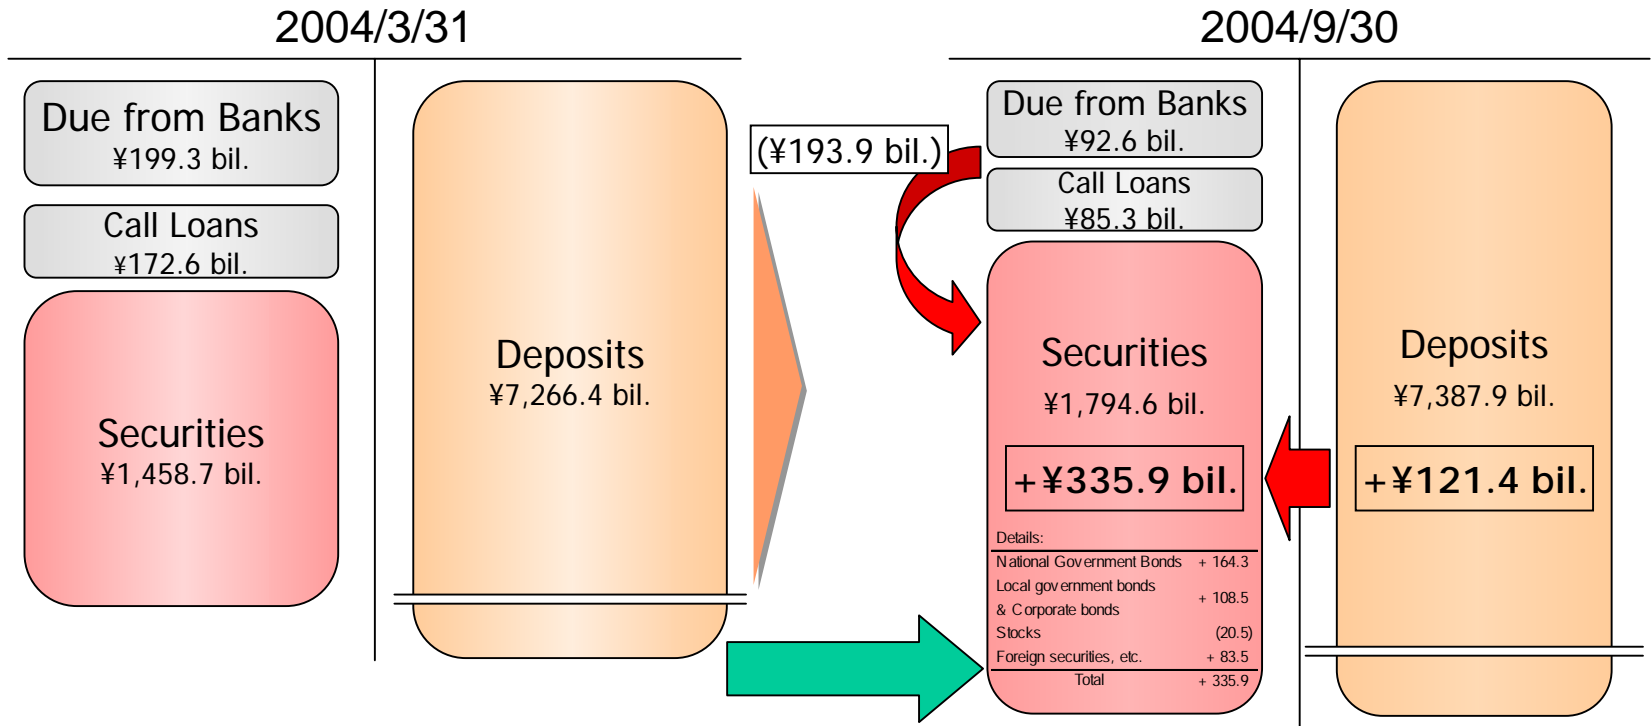 2004/3/31
Due from Banks
¥199.3 bil.
Call Loans
¥172.6 bil.
Securities
¥1,458.7 bil.
Deposits
¥7,266.4 bil.
(¥193.9 bil.)
2004/9/30
Due from Banks
¥92.6 bil.
Call Loans
¥85.3 bil.
Securities
¥1,794.6 bil.
+¥335.9 bil.
Details:
National Government Bonds + 164.3
Local government bonds
& Corporate bonds + 108.5
Stocks (20.5)
Foreign securities, etc. + 83.5
Total + 335.9
Deposits
¥7,387.9 bil.
+¥121.4 bil.